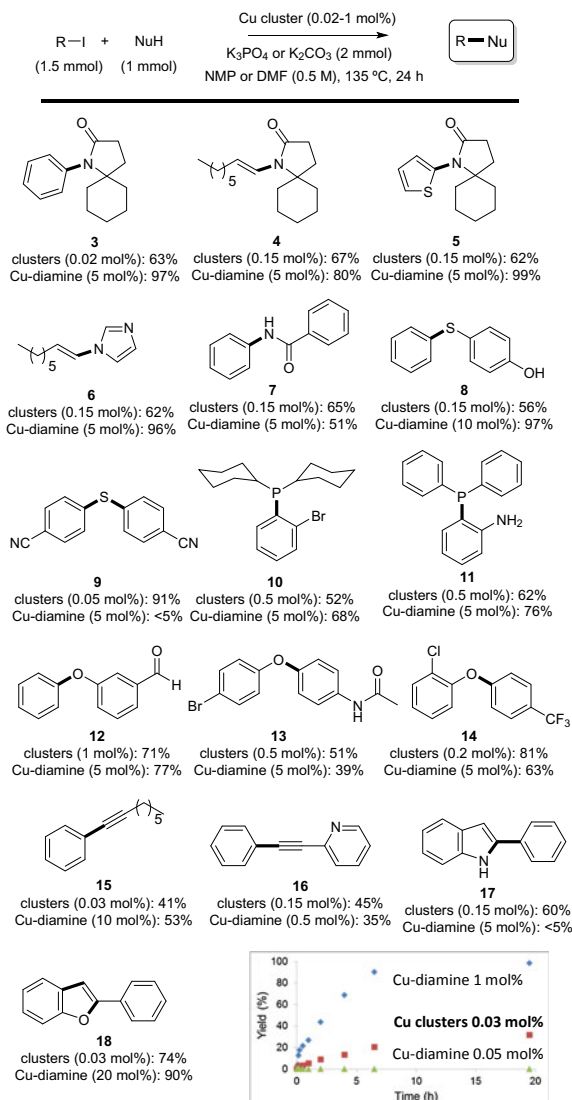 Cu cluster (0.02-1 mol%)
R—I + NuH
R—Nu
(1.5 mmol) (1 mmol)
K3PO4 or K2CO3 (2 mmol)
NMP or DMF (0.5 M), 135 ºC, 24 h
O O O
N N N
5 S
3 4 5
clusters (0.02 mol%): 63% clusters (0.15 mol%): 67% clusters (0.15 mol%): 62%
Cu-diamine (5 mol%): 97% Cu-diamine (5 mol%): 80% Cu-diamine (5 mol%): 99%
5 N N H N O S OH
6 7 8
clusters (0.15 mol%): 62% clusters (0.15 mol%): 65% clusters (0.15 mol%): 56%
Cu-diamine (5 mol%): 96% Cu-diamine (5 mol%): 51% Cu-diamine (10 mol%): 97%
S P P
NC CN Br NH2
9 10 11
clusters (0.05 mol%): 91% clusters (0.5 mol%): 52% clusters (0.5 mol%): 62%
Cu-diamine (5 mol%): <5% Cu-diamine (5 mol%): 68% Cu-diamine (5 mol%): 76%
O O H Br O O N H Cl O CF3
12 13 14
clusters (1 mol%): 71% clusters (0.5 mol%): 51% clusters (0.2 mol%): 81%
Cu-diamine (5 mol%): 77% Cu-diamine (5 mol%): 39% Cu-diamine (5 mol%): 63%
5 N N H
15 16 17
clusters (0.03 mol%): 41% clusters (0.15 mol%): 45% clusters (0.15 mol%): 60%
Cu-diamine (10 mol%): 53% Cu-diamine (0.5 mol%): 35% Cu-diamine (5 mol%): <5%
O
18
clusters (0.03 mol%): 74%
Cu-diamine (20 mol%): 90%
Yield (%)
100
80
60
40
20
0
Cu-diamine 1 mol%
Cu clusters 0.03 mol%
Cu-diamine 0.05 mol%
0 5 10 15 20
Time (h)